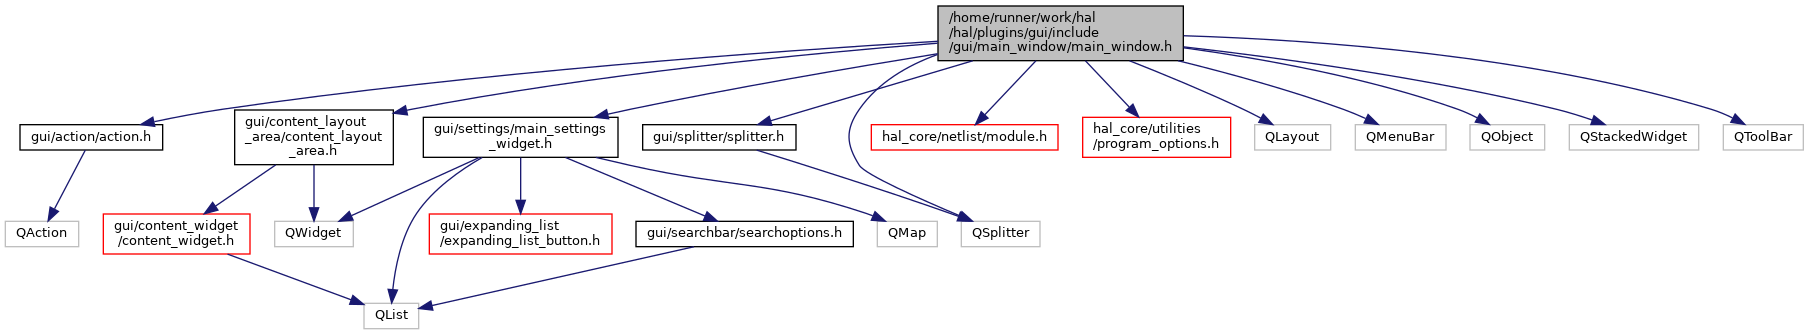 /home/runner/work/hal
/hal/plugins/gui/include
/gui/main_window/main_window.h
gui/action/action.h
gui/content_layout
_area/content_layout
_area.h
gui/settings/main_settings
_widget.h
gui/splitter/splitter.h
hal_core/netlist/module.h
hal_core/utilities
/program_options.h
QLayout
QMenuBar
QObject
QStackedWidget
QToolBar
QAction
gui/content_widget
/content_widget.h
QWidget
gui/expanding_list
/expanding_list_button.h
gui/searchbar/searchoptions.h
QMap
QSplitter
QList